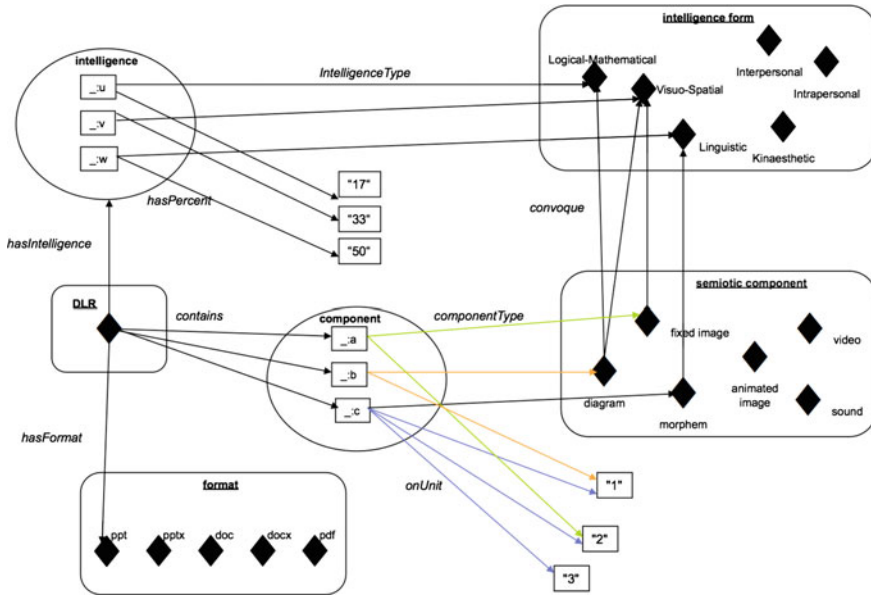 intelligence form
intelligence
Logical-Mathematical
IntelligenceType
Interpersonal
_:u
Visuo-Spatial
Intrapersonal
_:v
_:w
Linguistic
Kinaesthetic
"17"
hasPercent
"33"
convoque
hasIntelligence
"50"
semiotic component
DLR
contains
component
componentType
_:a
fixed image
video
_:b
animated
image
diagram
_:c
morphem
sound
hasFormat
format
onUnit
"1"
ppt
pptx
doc
docx
pdf
"2"
"3"